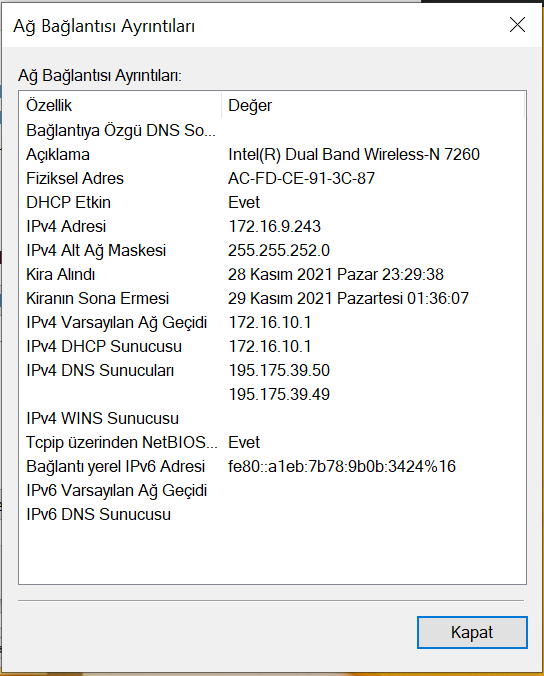 Ağ Bağlantısı Ayrıntıları
Ağ Bağlantısı Ayrıntıları:
Özellik Değer
Bağlantıya Özgü DNS So...
Açıklama Intel(R) Dual Band Wireless-N 7260
Fiziksel Adres AC-FD-CE-91-3C-87
DHCP Etkin Evet
IPv4 Adresi 172.16.9.243
IPv4 Alt Ağ Maskesi 255.255.252.0
Kira Alındı 28 Kasım 2021 Pazar 23:29:38
Kiranın Sona Ermesi 29 Kasım 2021 Pazartesi 01:36:07
IPv4 Varsayılan Ağ Geçidi 172.16.10.1
IPv4 DHCP Sunucusu 172.16.10.1
IPv4 DNS Sunucuları 195.175.39.50
195.175.39.49
IPv4 WINS Sunucusu
Tcpip üzerinden NetBIOS... Evet
Bağlantı yerel IPv6 Adresi fe80::a1eb:7b78:9b0b:3424%16
IPv6 Varsayılan Ağ Geçidi
IPv6 DNS Sunucusu
Kapat